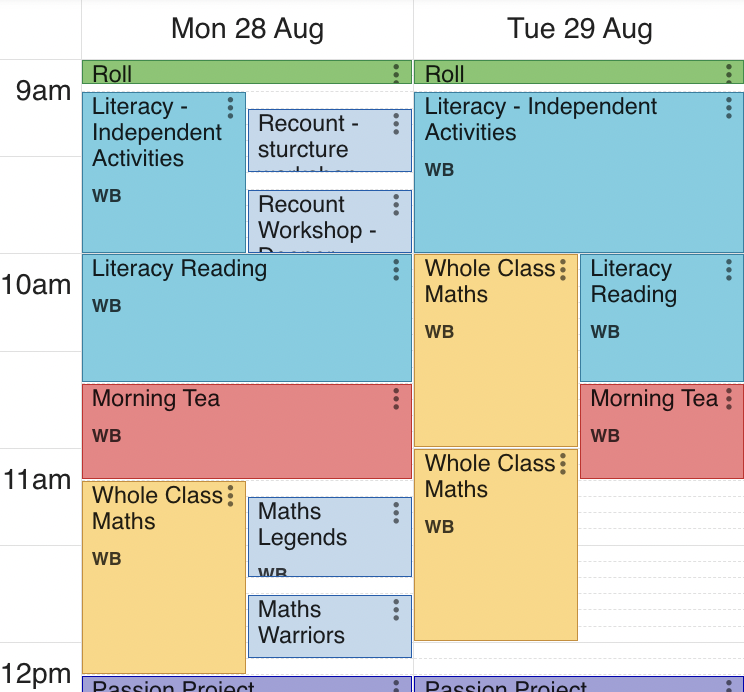 Mon 28 Aug
Tue 29 Aug
9am
10am
11am
12pm
Roll
Literacy -
Independent
Activities
WB
Recount -
sturcture
Recount
Workshop -
Literacy Reading
WB
Morning Tea
WB
Whole Class
Maths
WB
Maths
Legends
WB
Maths
Warriors
Passion Project
Roll
Literacy - Independent
Activities
WB
Whole Class
Maths
WB
Literacy
Reading
WB
Morning Tea
WB
Whole Class
Maths
WB
Passion Project